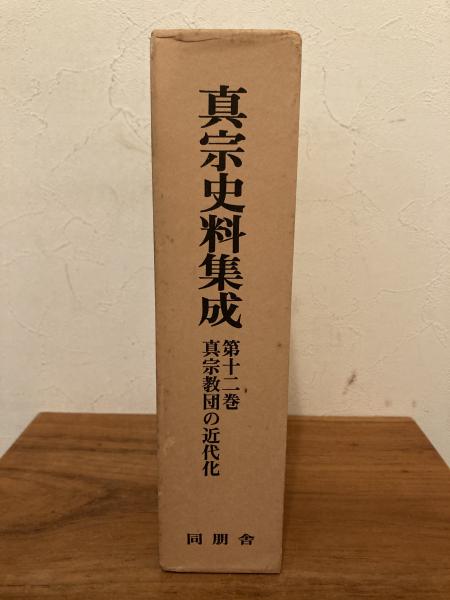 真宗史料集成
第十二巻
真宗教団の近代化
同朋舎